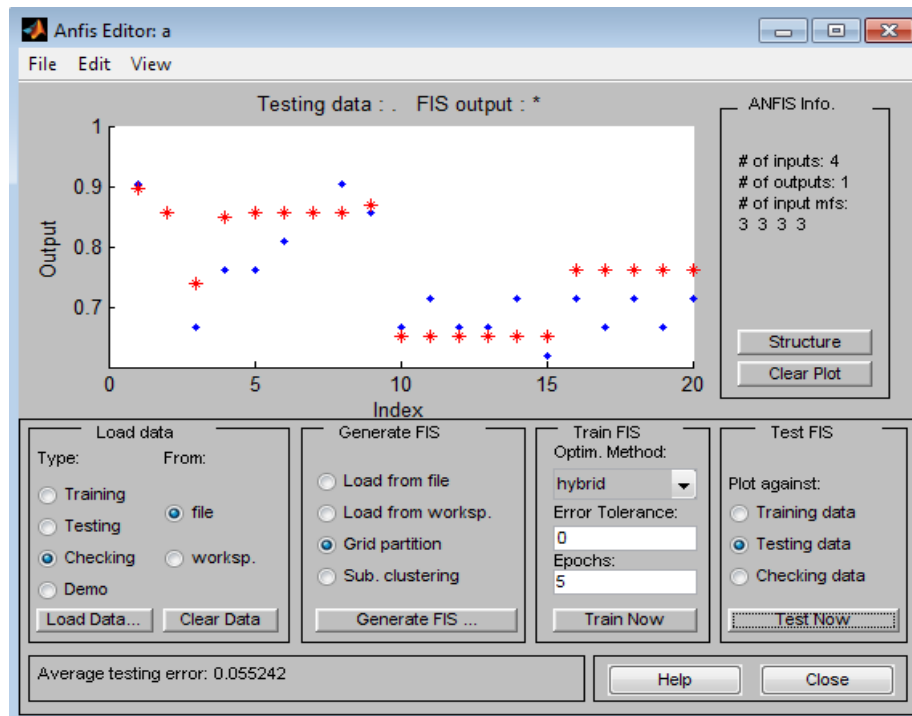 Anfis Editor: a
File Edit View
Testing data : . FIS output : *
1
0.9
0.8
0.7
Output
0 5 10 15 20
Index
ANFIS Info.
# of inputs: 4
# of outputs: 1
# of input mfs:
3 3 3 3
Structure
Clear Plot
Load data
Type: From:
Training
Testing
Checking
Demo
file
worksp.
Load Data... Clear Data
Generate FIS
Load from file
Load from worksp.
Grid partition
Sub. clustering
Generate FIS ...
Train FIS
Optim. Method:
hybrid
Error Tolerance:
0
Epochs:
5
Train Now
Test FIS
Plot against:
Training data
Testing data
Checking data
Test Now
Average testing error: 0.055242
Help Close